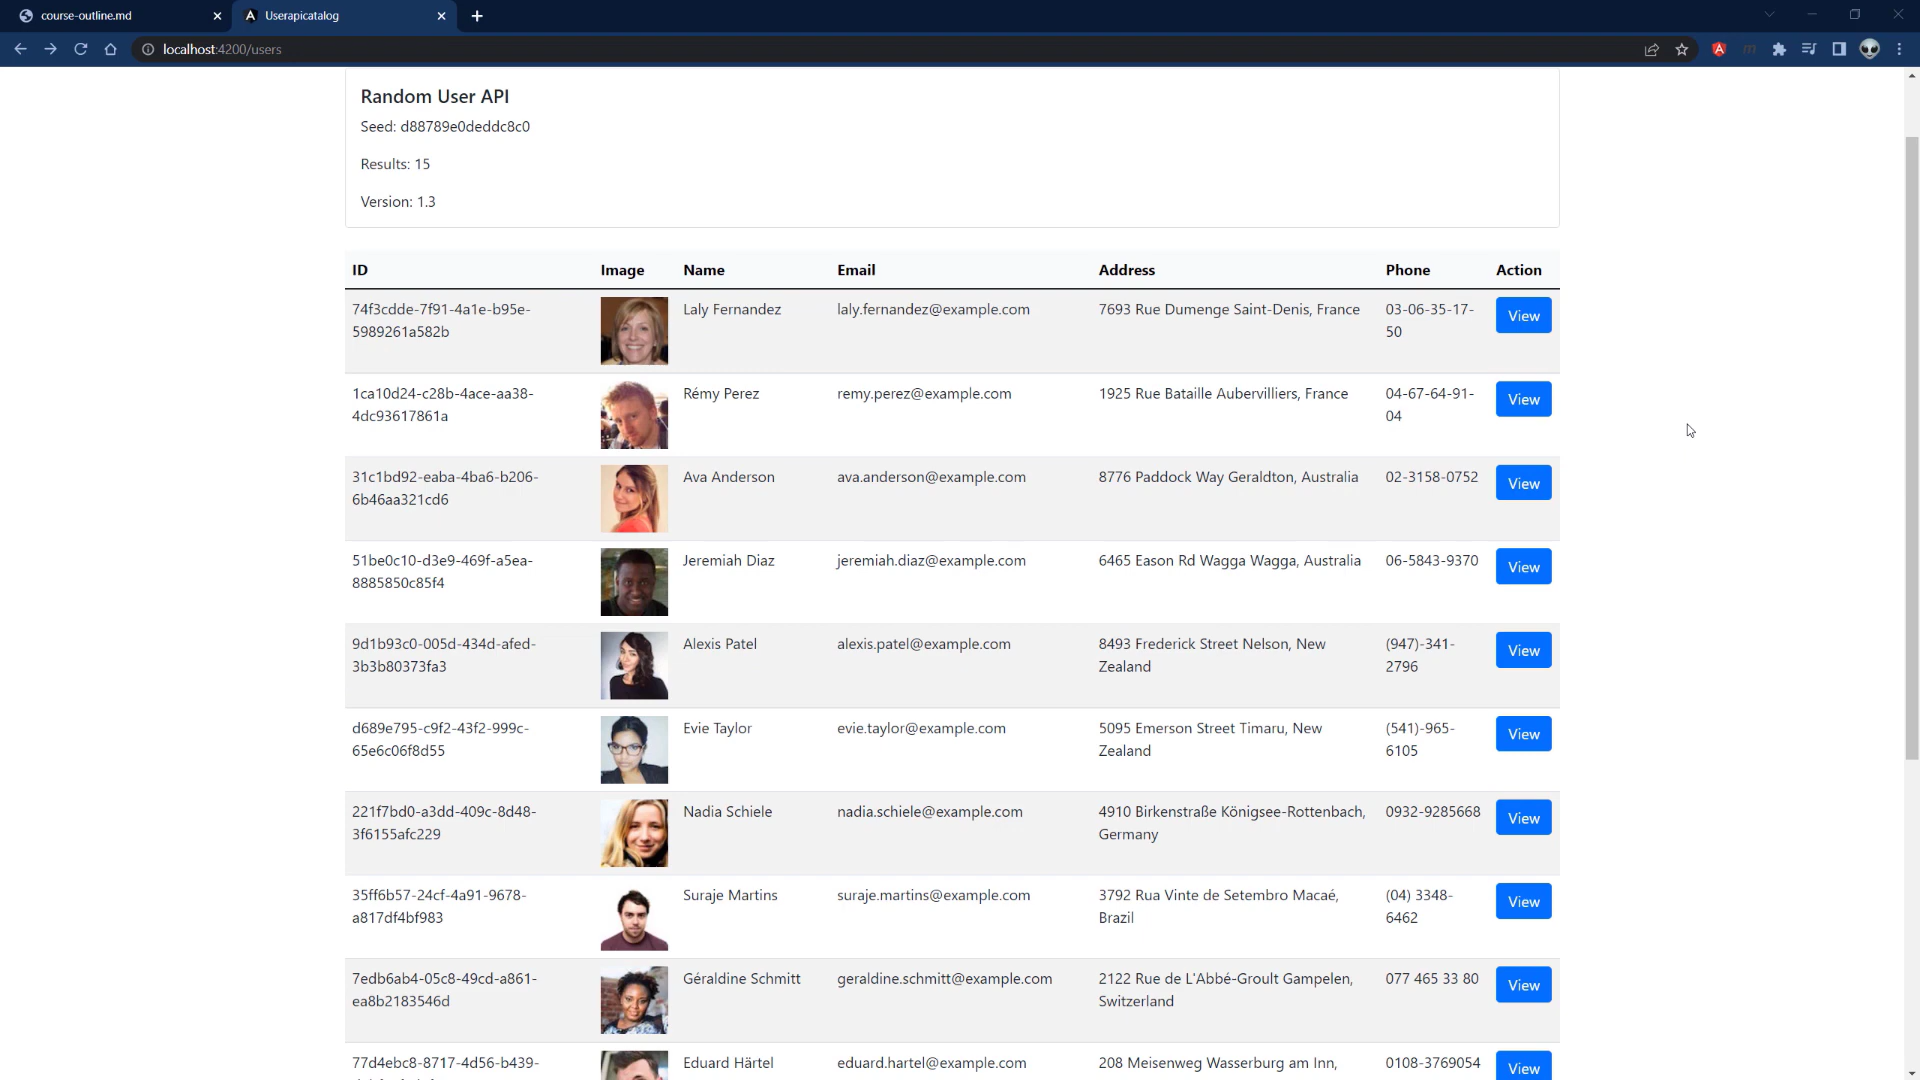 course-outline.md
Userapicatalog
localhost:4200/users
Random User API
Seed: d88789e0deddc8c0
Results: 15
Version: 1.3
ID Image Name Email Address Phone Action
74f3cdde-7f91-4a1e-b95e- Laly Fernandez laly.fernandez@example.com 7693 Rue Dumenge Saint-Denis, France 03-06-35-17- View
5989261a582b 50
1ca10d24-c28b-4ace-aa38- Rémy Perez remy.perez@example.com 1925 Rue Bataille Aubervilliers, France 04-67-64-91- View
4dc93617861a 04
31c1bd92-eaba-4ba6-b206- Ava Anderson ava.anderson@example.com 8776 Paddock Way Geraldton, Australia 02-3158-0752 View
6b46aa321cd6
51be0c10-d3e9-469f-a5ea- Jeremiah Diaz jeremiah.diaz@example.com 6465 Eason Rd Wagga Wagga, Australia 06-5843-9370 View
8885850c85f4
9d1b93c0-005d-434d-afed- Alexis Patel alexis.patel@example.com 8493 Frederick Street Nelson, New (947)-341- View
3b3b80373fa3 Zealand 2796
d689e795-c9f2-43f2-999c- Evie Taylor evie.taylor@example.com 5095 Emerson Street Timaru, New (541)-965- View
65e6c06f8d55 Zealand 6105
221f7bd0-a3dd-409c-8d48- Nadia Schiele nadia.schiele@example.com 4910 Birkenstraße Königsee-Rottenbach, 0932-9285668 View
3f6155afc229 Germany
35ff6b57-24cf-4a91-9678- Suraje Martins suraje.martins@example.com 3792 Rua Vinte de Setembro Macaé, (04) 3348- View
a817df4bf983 Brazil 6462
7edb6ab4-05c8-49cd-a861- Géraldine Schmitt geraldine.schmitt@example.com 2122 Rue de L'Abbé-Groult Gampelen, 077 465 33 80 View
ea8b2183546d Switzerland
77d4ebc8-8717-4d56-b439- Eduard Härtel eduard.hartel@example.com 208 Meisenweg Wasserburg am Inn, 0108-3769054 View